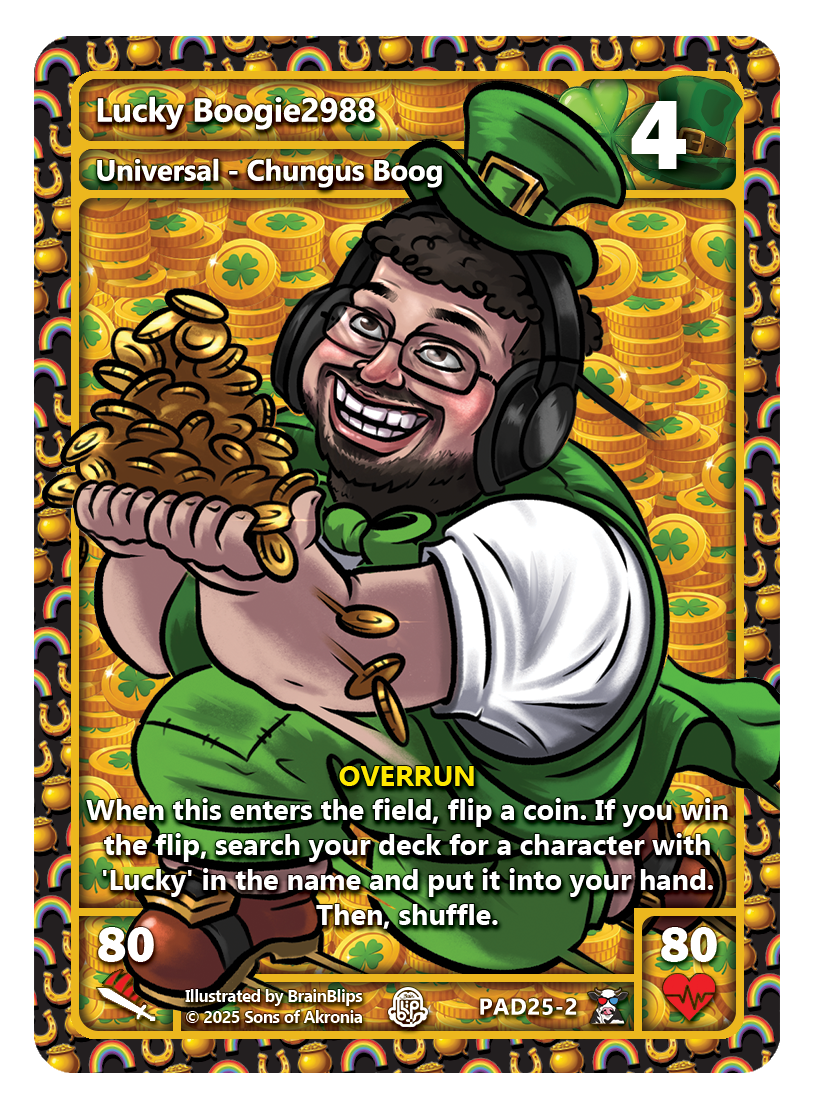 Lucky Boogie2988
4
Universal - Chungus Boog
OVERRUN
When this enters the field, flip a coin. If you win
the flip, search your deck for a character with
'Lucky' in the name and put it into your hand.
Then, shuffle.
80
80
Illustrated by BrainBlips
© 2025 Sons of Akronia
BLIP
PAD25-2